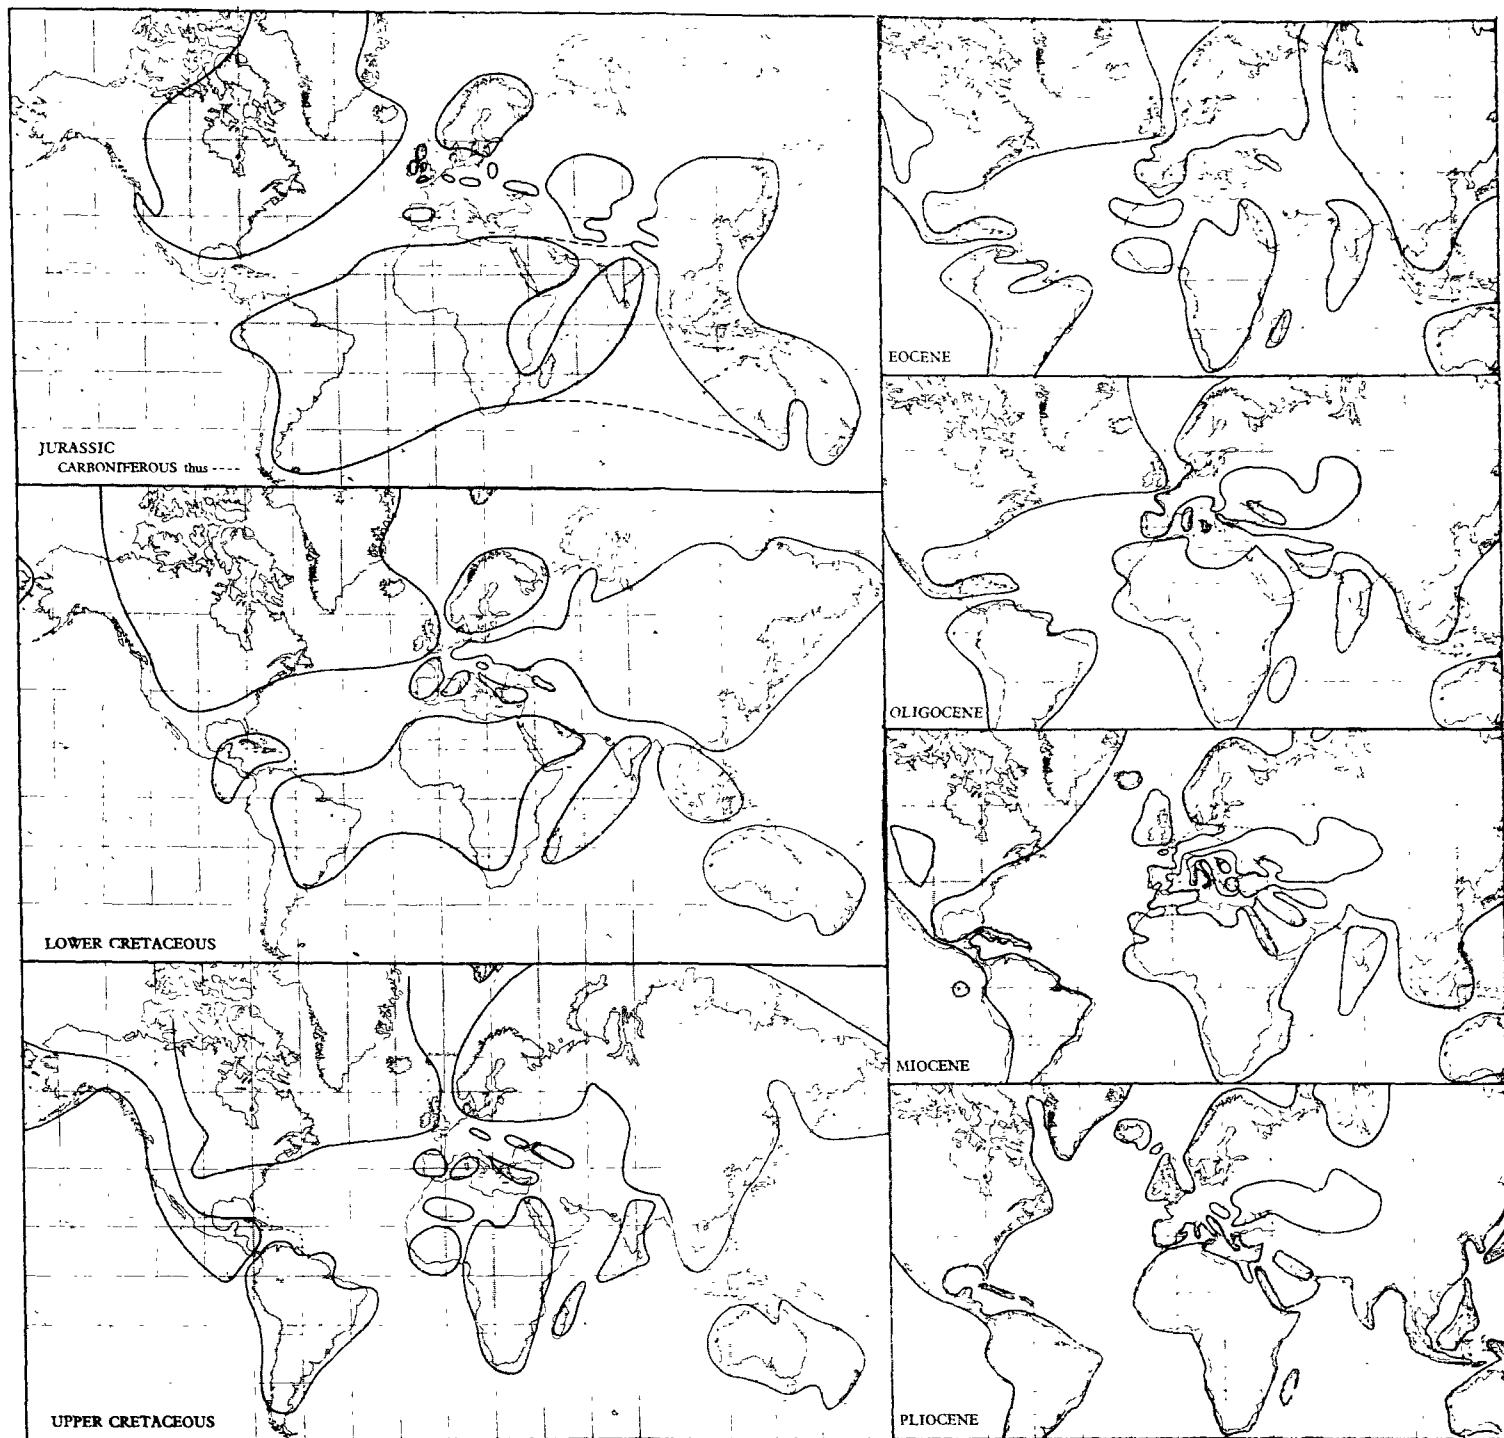 JURASSIC
CARBONIFEROUS thus ----
LOWER CRETACEOUS
UPPER CRETACEOUS
EOCENE
OLIGOCENE
MIOCENE
PLIOCENE